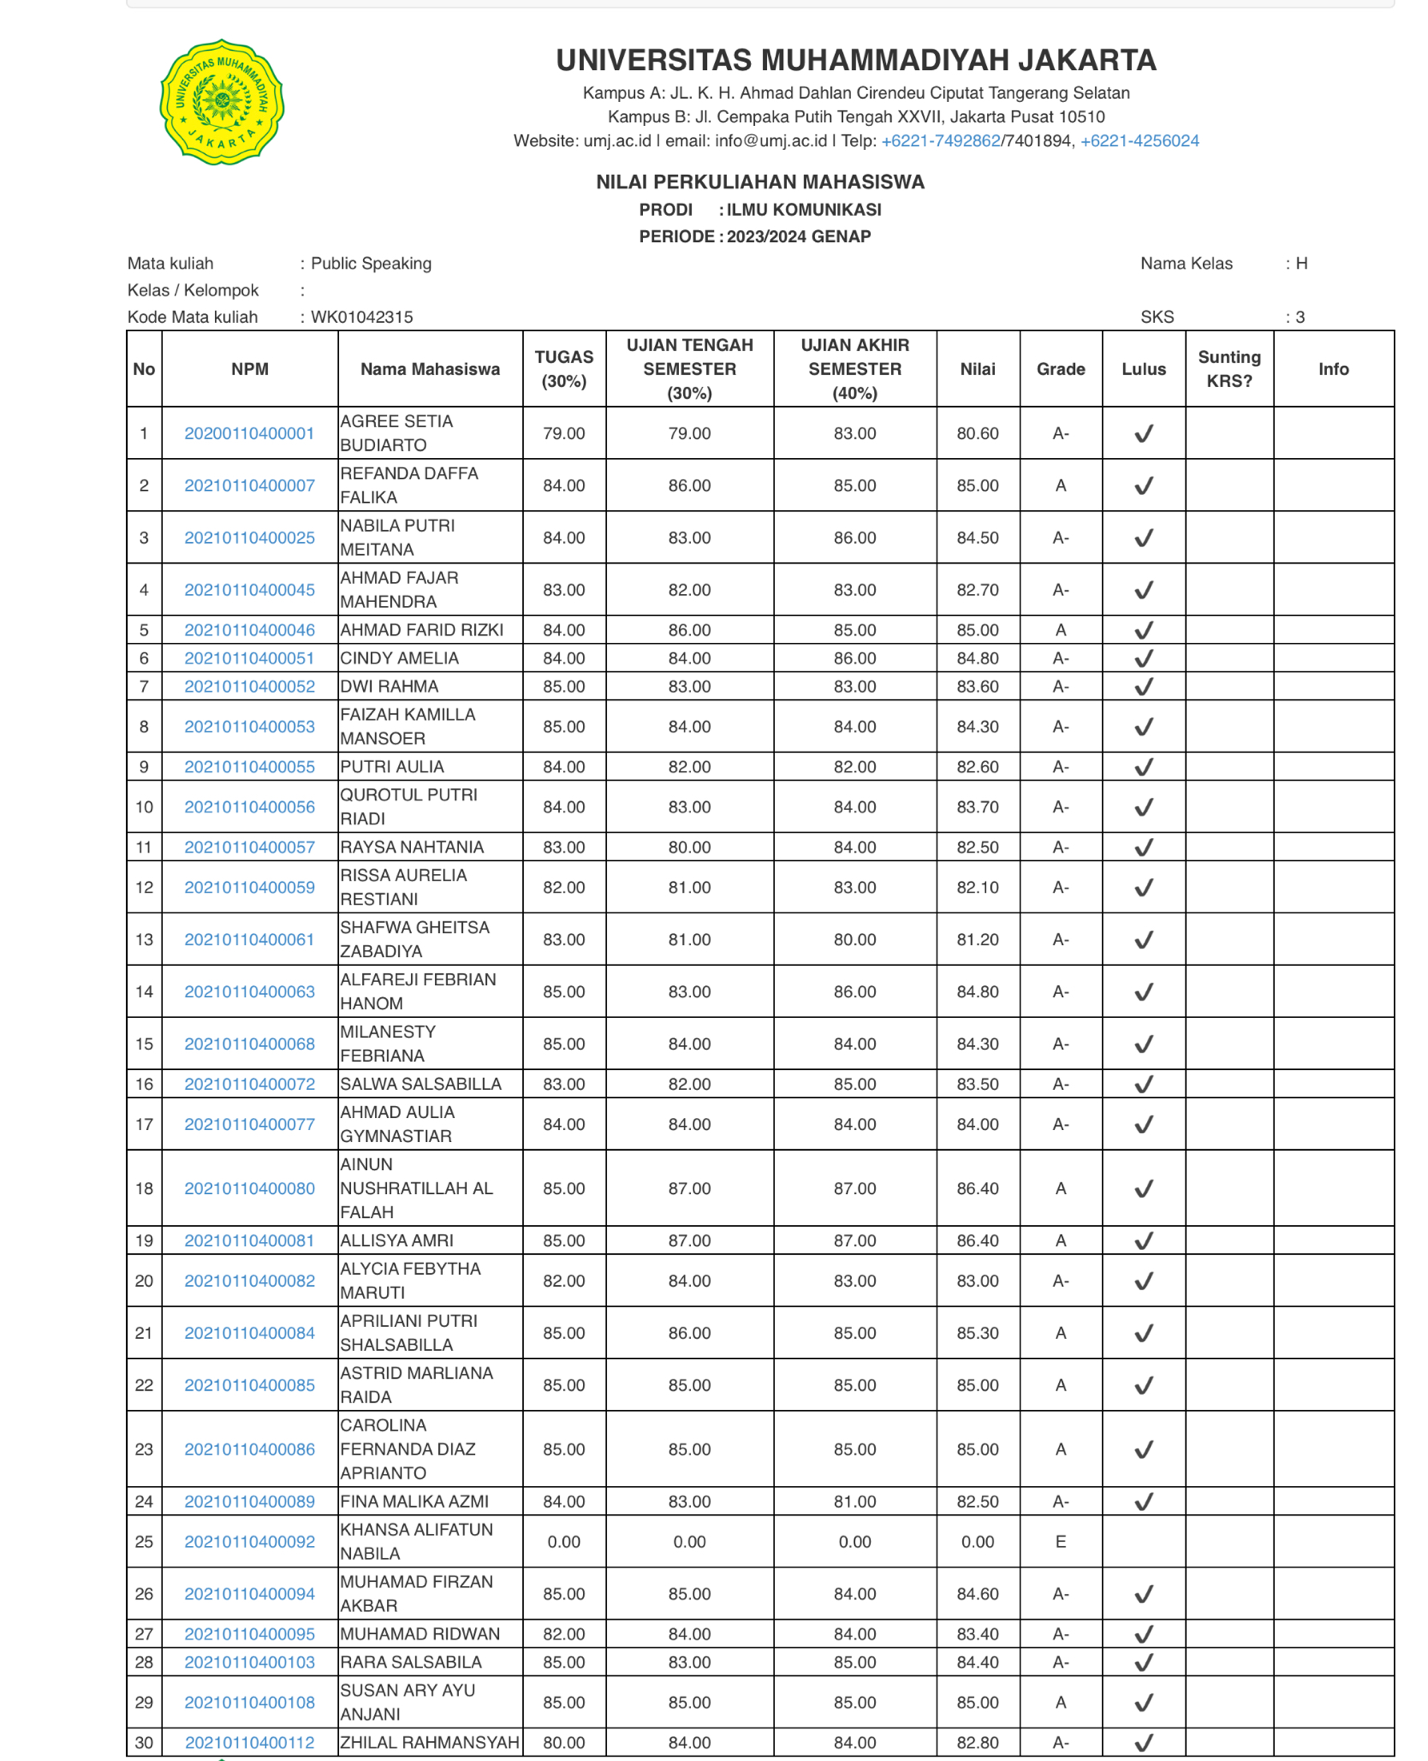 UNIVERSITAS MUHAMMADIYAH JAKARTA
UNIVERSITAS MUHAMMADIYAH JAKARTA
Kampus A: JL. K. H. Ahmad Dahlan Cirendeu Ciputat Tangerang Selatan
Kampus B: Jl. Cempaka Putih Tengah XXVII, Jakarta Pusat 10510
Website: umj.ac.id | email: info@umj.ac.id | Telp: +6221-7492862/7401894, +6221-4256024
NILAI PERKULIAHAN MAHASISWA
PRODI : ILMU KOMUNIKASI
PERIODE : 2023/2024 GENAP
Mata kuliah : Public Speaking Nama Kelas : H
Kelas / Kelompok :
Kode Mata kuliah : WK01042315 SKS : 3
No NPM Nama Mahasiswa TUGAS (30%) UJIAN TENGAH SEMESTER (30%) UJIAN AKHIR SEMESTER (40%) Nilai Grade Lulus Sunting KRS? Info
1 20200110400001 AGREE SETIA BUDIARTO 79.00 79.00 83.00 80.60 A- ✓
2 20210110400007 REFANDA DAFFA FALIKA 84.00 86.00 85.00 85.00 A ✓
3 20210110400025 NABILA PUTRI MEITANA 84.00 83.00 86.00 84.50 A- ✓
4 20210110400045 AHMAD FAJAR MAHENDRA 83.00 82.00 83.00 82.70 A- ✓
5 20210110400046 AHMAD FARID RIZKI 84.00 86.00 85.00 85.00 A ✓
6 20210110400051 CINDY AMELIA 84.00 84.00 86.00 84.80 A- ✓
7 20210110400052 DWI RAHMA 85.00 83.00 83.00 83.60 A- ✓
8 20210110400053 FAIZAH KAMILLA MANSOER 85.00 84.00 84.00 84.30 A- ✓
9 20210110400055 PUTRI AULIA 84.00 82.00 82.00 82.60 A- ✓
10 20210110400056 QUROTUL PUTRI RIADI 84.00 83.00 84.00 83.70 A- ✓
11 20210110400057 RAYSA NAHTANIA 83.00 80.00 84.00 82.50 A- ✓
12 20210110400059 RISSA AURELIA RESTIANI 82.00 81.00 83.00 82.10 A- ✓
13 20210110400061 SHAFWA GHEITSA ZABADIYA 83.00 81.00 80.00 81.20 A- ✓
14 20210110400063 ALFAREJI FEBRIAN HANOM 85.00 83.00 86.00 84.80 A- ✓
15 20210110400068 MILANESTY FEBRIANA 85.00 84.00 84.00 84.30 A- ✓
16 20210110400072 SALWA SALSABILLA 83.00 82.00 85.00 83.50 A- ✓
17 20210110400077 AHMAD AULIA GYMNASTIAR 84.00 84.00 84.00 84.00 A- ✓
18 20210110400080 AINUN NUSHRATILLAH AL FALAH 85.00 87.00 87.00 86.40 A ✓
19 20210110400081 ALLISYA AMRI 85.00 87.00 87.00 86.40 A ✓
20 20210110400082 ALYCIA FEBYTHA MARUTI 82.00 84.00 83.00 83.00 A- ✓
21 20210110400084 APRILIANI PUTRI SHALSABILLA 85.00 86.00 85.00 85.30 A ✓
22 20210110400085 ASTRID MARLIANA RAIDA 85.00 85.00 85.00 85.00 A ✓
23 20210110400086 CAROLINA FERNANDA DIAZ APRIANTO 85.00 85.00 85.00 85.00 A ✓
24 20210110400089 FINA MALIKA AZMI 84.00 83.00 81.00 82.50 A- ✓
25 20210110400092 KHANSA ALIFATUN NABILA 0.00 0.00 0.00 0.00 E
26 20210110400094 MUHAMAD FIRZAN AKBAR 85.00 85.00 84.00 84.60 A- ✓
27 20210110400095 MUHAMAD RIDWAN 82.00 84.00 84.00 83.40 A- ✓
28 20210110400103 RARA SALSABILA 85.00 83.00 85.00 84.40 A- ✓
29 20210110400108 SUSAN ARY AYU ANJANI 85.00 85.00 85.00 85.00 A ✓
30 20210110400112 ZHILAL RAHMANSYAH 80.00 84.00 84.00 82.80 A- ✓